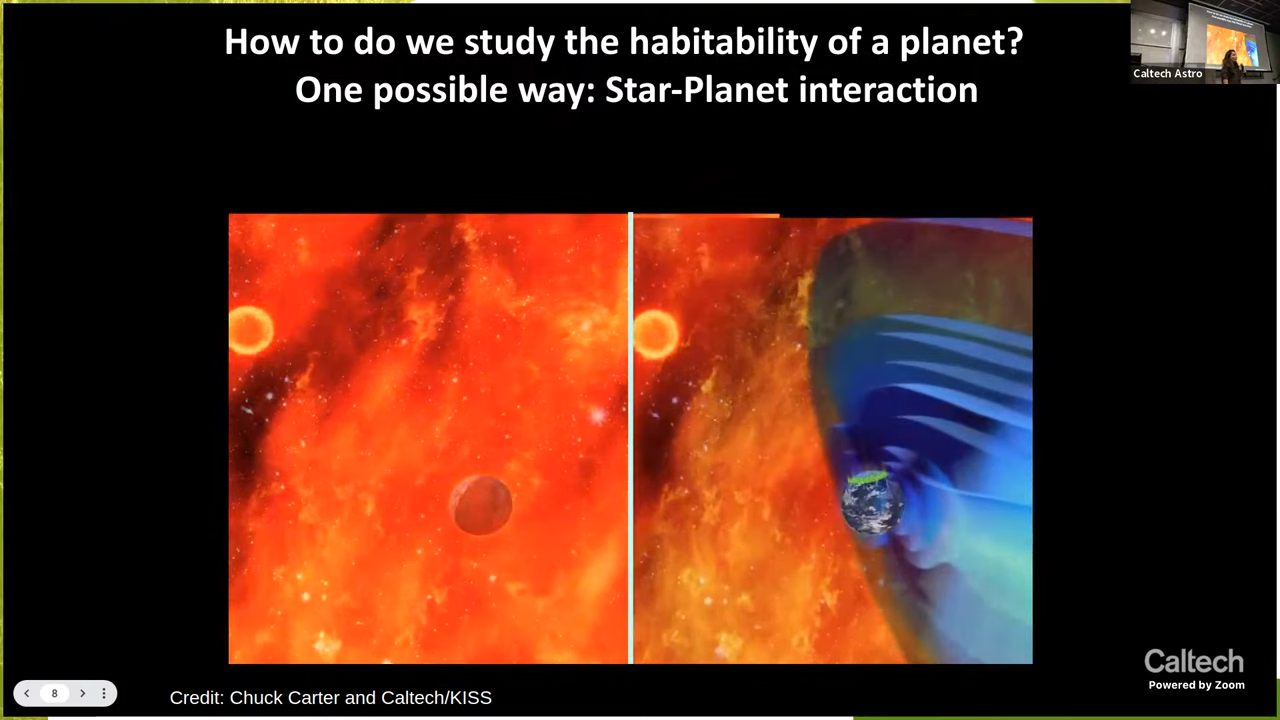 How to do we study the habitability of a planet?
One possible way: Star-Planet interaction
Caltech Astro
Credit: Chuck Carter and Caltech/KISS
8
Caltech
Powered by Zoom